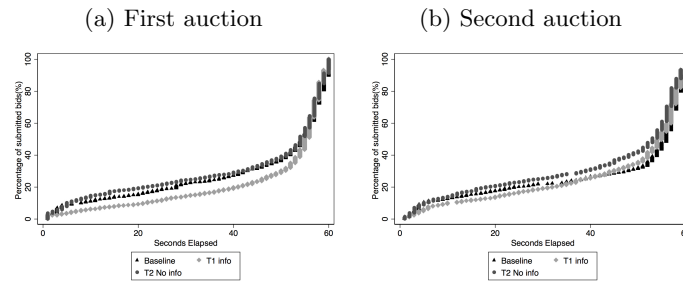 (a) First auction
(b) Second auction
Percentage of submitted bids(%)
0 20 40 60 80 100
0 20 40 60
Seconds Elapsed
Baseline T1 info
T2 No info
Percentage of submitted bids(%)
0 20 40 60 80 100
0 20 40 60
Seconds Elapsed
Baseline T1 info
T2 No info